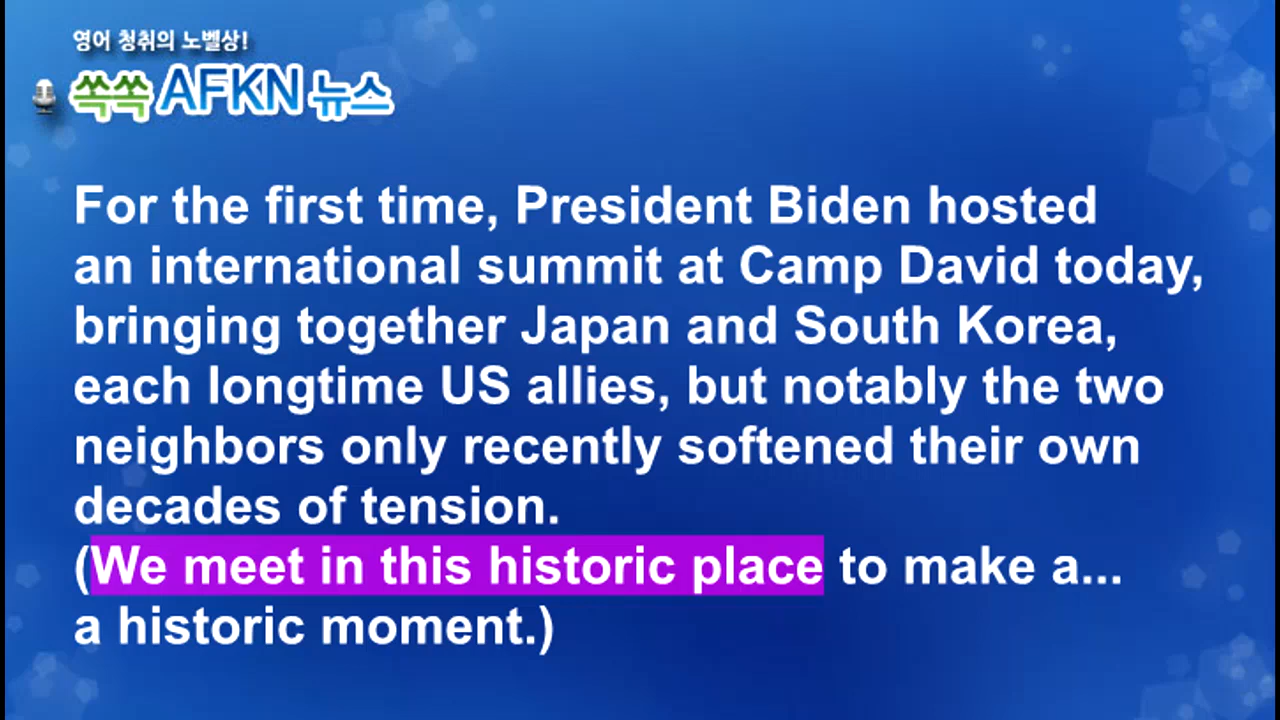 영어 청취의 노벨상!
쏙쏙 AFKN 뉴스
For the first time, President Biden hosted
an international summit at Camp David today,
bringing together Japan and South Korea,
each longtime US allies, but notably the two
neighbors only recently softened their own
decades of tension.
(We meet in this historic place to make a...
a historic moment.)